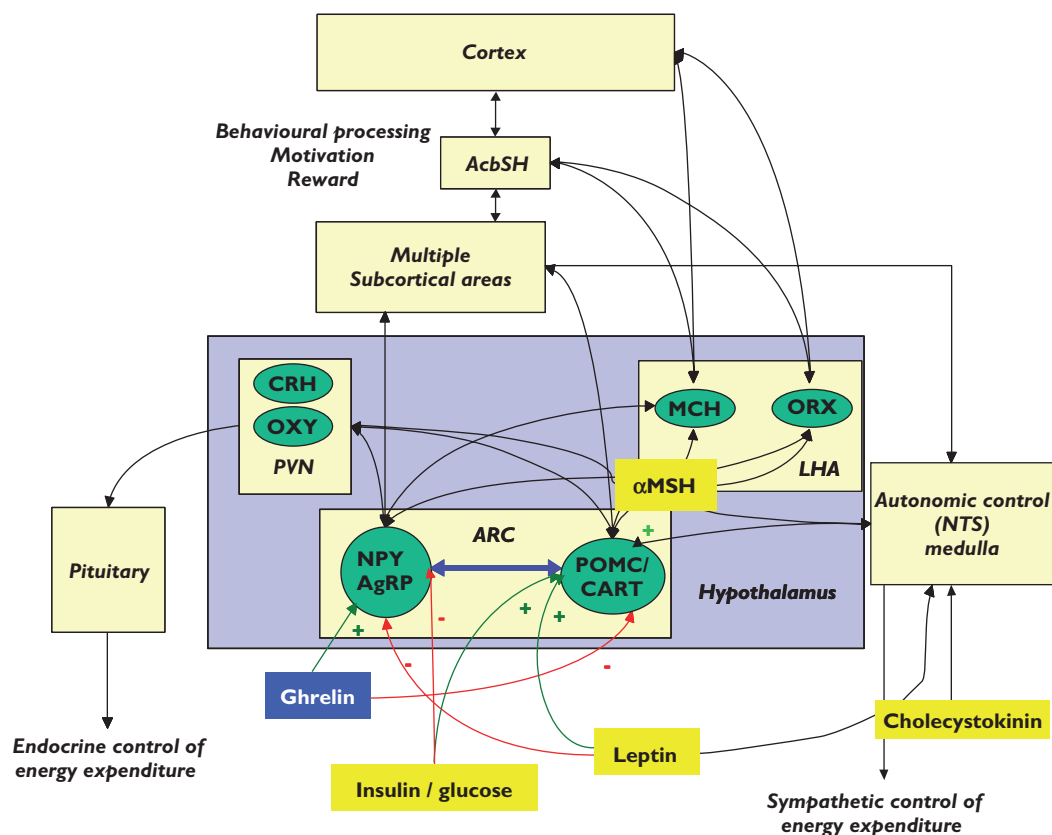 Cortex
Behavioural processing
Motivation
Reward
AcbSH
Multiple
Subcortical areas
CRH
OXY
PVN
MCH
ORX
LHA
αMSH
Autonomic control
(NTS)
medulla
Pituitary
ARC
NPY
AgRP
POMC/
CART
+
Hypothalamus
+
-
+
+
-
-
Ghrelin
Cholecystokinin
Leptin
Insulin / glucose
Endocrine control of
energy expenditure
Sympathetic control of
energy expenditure